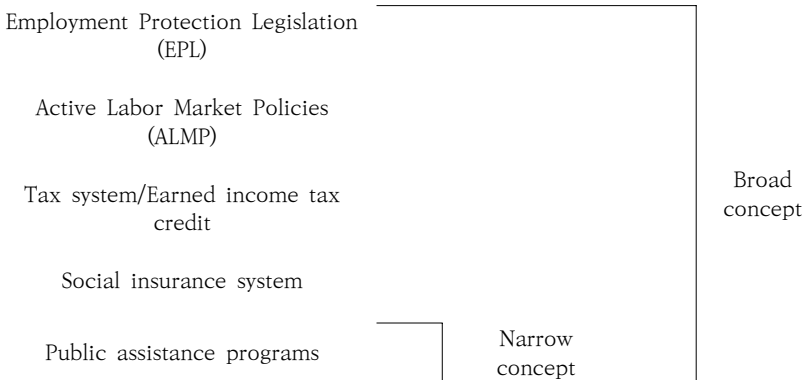 Employment Protection Legislation
(EPL)
Active Labor Market Policies
(ALMP)
Tax system/Earned income tax
credit
Broad
concept
Social insurance system
Public assistance programs
Narrow
concept